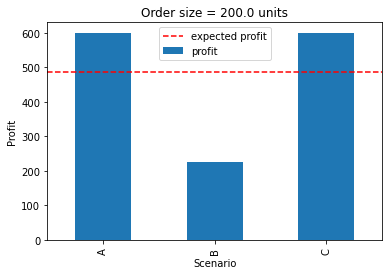 Order size = 200.0 units
expected profit
profit
600
500
400
300
200
100
0
Profit
A
B
C
Scenario